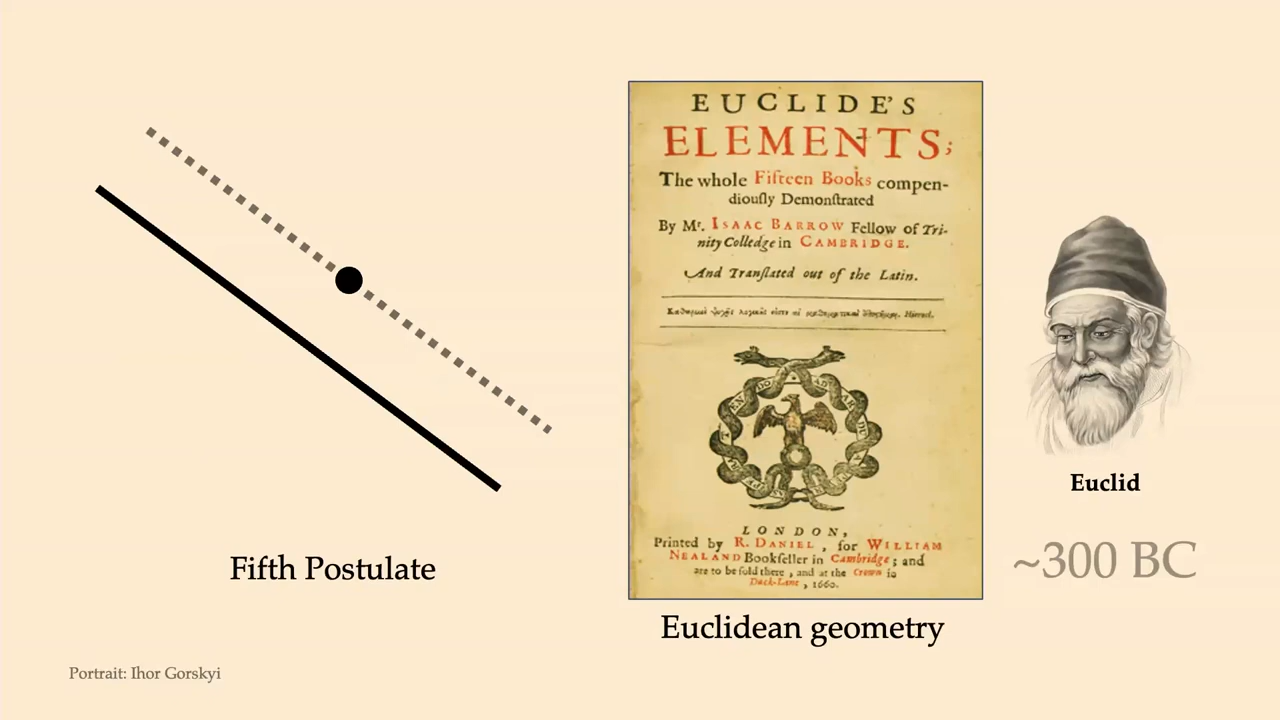 EUCLIDE'S
ELEMENTS;
The whole Fifteen Books compen-
diouſly Demonſtrated
By Mr. ISAAC BARROW Fellow of Tri-
nity Colledge in CAMBRIDGE.
And Tranſlated out of the Latin.
LONDON,
Printed by R. DANIEL, for WILLIAM
NEALAND Bookſeller in Cambridge; and
are to be ſold there, and at the Crown in
Duck-Lane, 1660.
Euclidean geometry
Euclid
~300 BC
Fifth Postulate
Portrait: Ihor Gorskyi